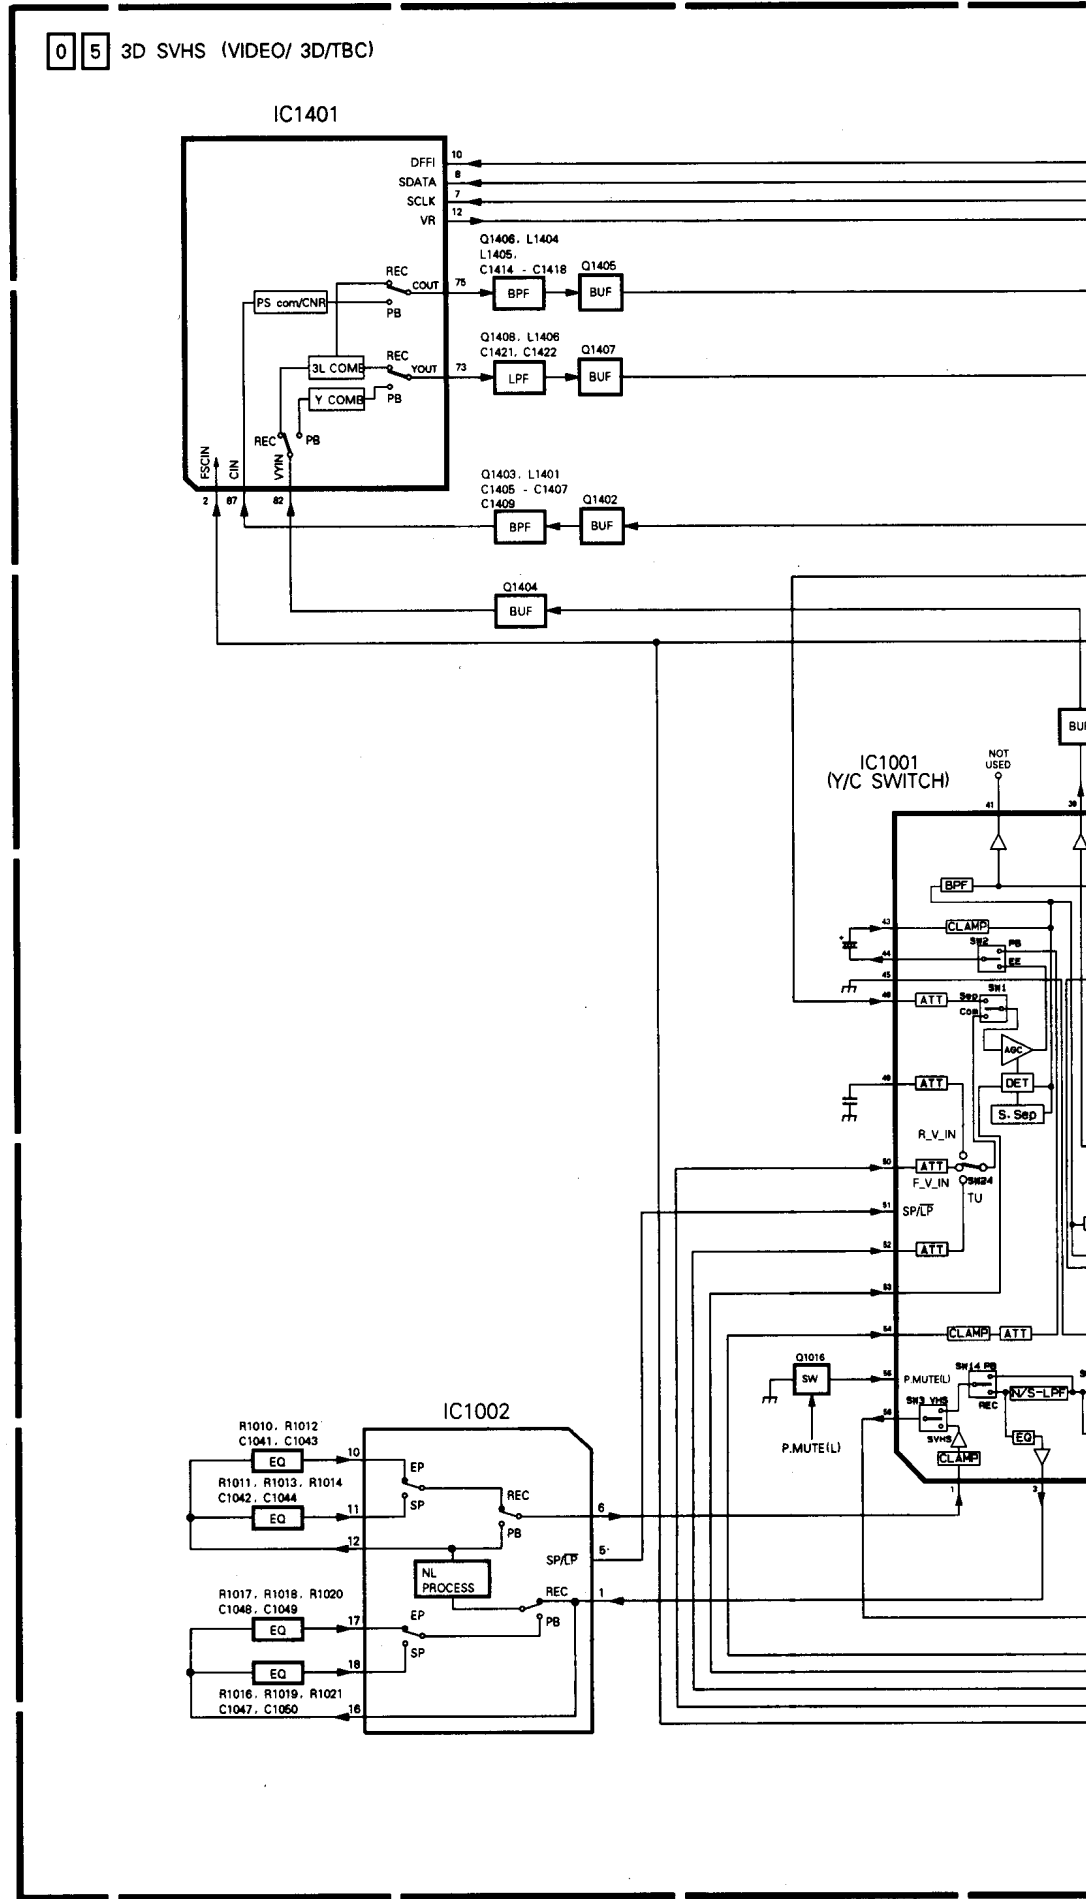 0 5 3D SVHS (VIDEO/ 3D/TBC)
IC1401
DFFI 10
SDATA 8
SCLK 7
VR 12
Q1406, L1404
L1405,
C1414 - C1418
Q1405
REC
COUT 75
BPF
BUF
PS com/CNR
PB
Q1408, L1406
C1421, C1422
Q1407
REC
YOUT 73
3L COMB
LPF
BUF
Y COMB
PB
REC
PB
FSCIN
CIN
VYIN
2
87
82
Q1403, L1401
C1405 - C1407
C1409
Q1402
BPF
BUF
Q1404
BUF
IC1001
(Y/C SWITCH)
NOT
USED
41
BPF
43
CLAMP
SW2
PB
44
EE
45
SW1
ATT
Sep
Com
AGC
ATT
DET
S.Sep
R_V_IN
50
ATT
SW24
F_V_IN
TU
51
SP/LP
52
ATT
53
54
CLAMP
ATT
Q1016
SW
P.MUTE(L)
P.MUTE(L)
SW14 PB
REC
N/S-LPF
SW3 VHS
SVHS
EQ
CLAMP
1
3
IC1002
R1010, R1012
C1041, C1043
EQ
10
EP
R1011, R1013, R1014
C1042, C1044
EQ
11
SP
REC
PB
6
12
NL
PROCESS
SP/LP
5
R1017, R1018, R1020
C1048, C1049
EQ
17
EP
REC
PB
1
EQ
18
SP
R1016, R1019, R1021
C1047, C1050
16